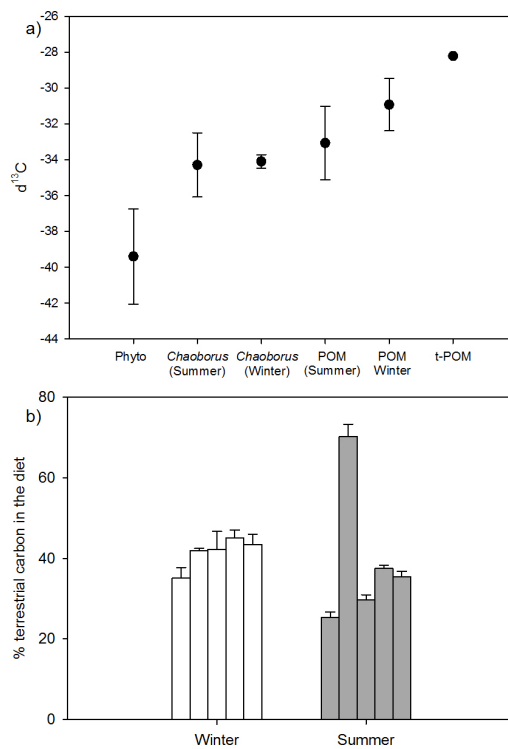 a)
-26
-28
-30
-32
-34
-36
-38
-40
-42
-44
d13C
Phyto
Chaoborus
(Summer)
Chaoborus
(Winter)
POM
(Summer)
POM
Winter
t-POM
b)
80
60
40
20
0
% terrestrial carbon in the diet
Winter
Summer